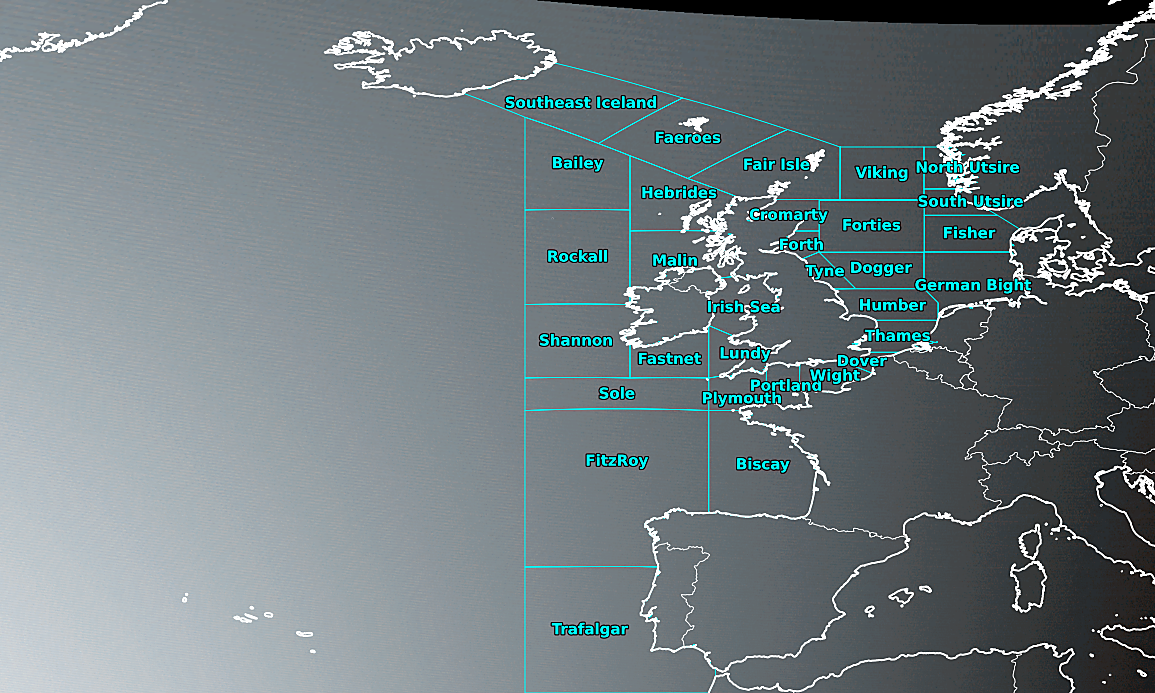 Southeast Iceland
Faeroes
Bailey
Fair Isle
North Utsire
Viking
Hebrides
South Utsire
Cromarty
Forties
Fisher
Forth
Rockall
Malin
Tyne
Dogger
German Bight
Irish Sea
Humber
Thames
Shannon
Fastnet
Lundy
Dover
Wight
Portland
Sole
Plymouth
FitzRoy
Biscay
Trafalgar